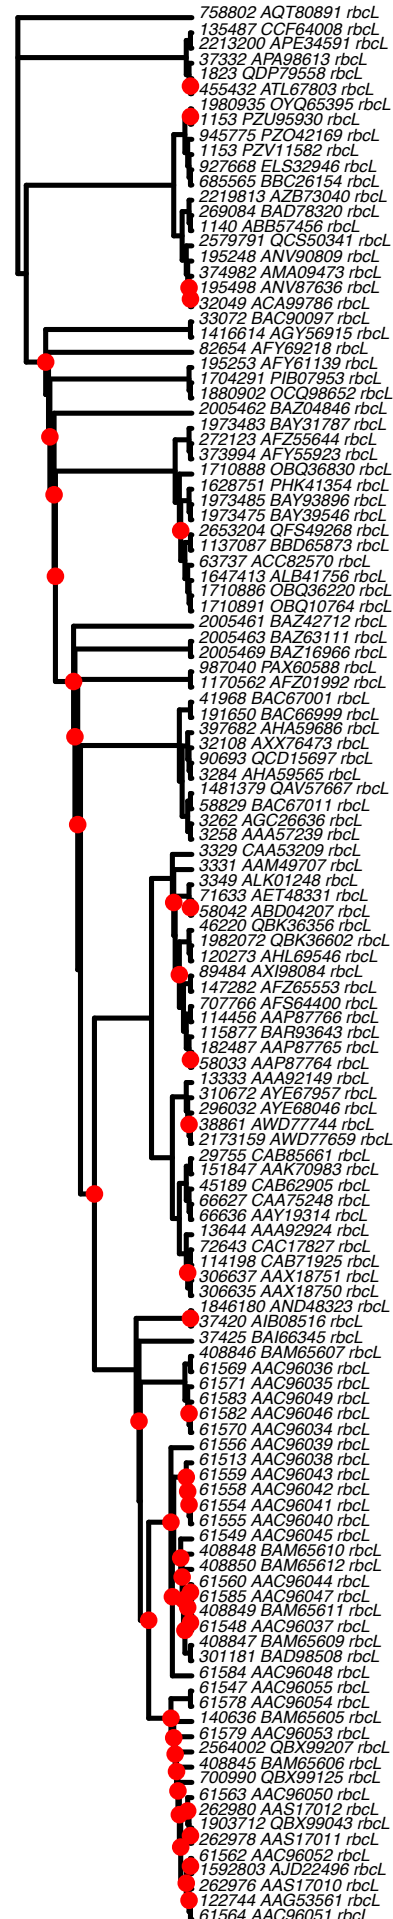 758802 AQT80891 rbcL
135487 CCF64008 rbcL
2213200 APE34591 rbcL
37332 APA98613 rbcL
1823 QDP79558 rbcL
455432 ATL67803 rbcL
1980935 OYQ65395 rbcL
1153 PZU95930 rbcL
945775 PZO42169 rbcL
1153 PZV11582 rbcL
927668 ELS32946 rbcL
685565 BBC26154 rbcL
2219813 AZB73040 rbcL
269084 BAD78320 rbcL
1140 ABB57456 rbcL
2579791 QCS50341 rbcL
195248 ANV90809 rbcL
374982 AMA09473 rbcL
195498 ANV87636 rbcL
32049 ACA99786 rbcL
33072 BAC90097 rbcL
1416614 AGY56915 rbcL
82654 AFY69218 rbcL
195253 AFY61139 rbcL
1704291 PIB07953 rbcL
1880902 OCQ98652 rbcL
2005462 BAZ04846 rbcL
1973483 BAY31787 rbcL
272123 AFZ55644 rbcL
373994 AFY55923 rbcL
1710888 OBQ36830 rbcL
1628751 PHK41354 rbcL
1973485 BAY93896 rbcL
1973475 BAY39546 rbcL
2653204 QFS49268 rbcL
1137087 BBD65873 rbcL
63737 ACC82570 rbcL
1647413 ALB41756 rbcL
1710886 OBQ36220 rbcL
1710891 OBQ10764 rbcL
2005461 BAZ42712 rbcL
2005463 BAZ63111 rbcL
2005469 BAZ16966 rbcL
987040 PAX60588 rbcL
1170562 AFZ01992 rbcL
41968 BAC67001 rbcL
191650 BAC66999 rbcL
397682 AHA59686 rbcL
32108 AXX76473 rbcL
90693 QCD15697 rbcL
3284 AHA59565 rbcL
1481379 QAV57667 rbcL
58829 BAC67011 rbcL
3262 AGC26636 rbcL
3258 AAA57239 rbcL
3329 CAA53209 rbcL
3331 AAM49707 rbcL
3349 ALK01248 rbcL
71633 AET48331 rbcL
58042 ABD04207 rbcL
46220 QBK36356 rbcL
1982072 QBK36602 rbcL
120273 AHL69546 rbcL
89484 AXI98084 rbcL
147282 AFZ65553 rbcL
707766 AFS64400 rbcL
114456 AAP87766 rbcL
115877 BAR93643 rbcL
182487 AAP87765 rbcL
58033 AAP87764 rbcL
13333 AAA92149 rbcL
310672 AYE67957 rbcL
296032 AYE68046 rbcL
38861 AWD77744 rbcL
2173159 AWD77659 rbcL
29755 CAB85661 rbcL
151847 AAK70983 rbcL
45189 CAB62905 rbcL
66627 CAA75248 rbcL
66636 AAY19314 rbcL
13644 AAA92924 rbcL
72643 CAC17827 rbcL
114198 CAB71925 rbcL
306637 AAX18751 rbcL
306635 AAX18750 rbcL
1846180 AND48323 rbcL
37420 AIB08516 rbcL
37425 BAI66345 rbcL
408846 BAM65607 rbcL
61569 AAC96036 rbcL
61571 AAC96035 rbcL
61583 AAC96049 rbcL
61582 AAC96046 rbcL
61570 AAC96034 rbcL
61556 AAC96039 rbcL
61513 AAC96038 rbcL
61559 AAC96043 rbcL
61558 AAC96042 rbcL
61554 AAC96041 rbcL
61555 AAC96040 rbcL
61549 AAC96045 rbcL
408848 BAM65610 rbcL
408850 BAM65612 rbcL
61560 AAC96044 rbcL
61585 AAC96047 rbcL
408849 BAM65611 rbcL
61548 AAC96037 rbcL
408847 BAM65609 rbcL
301181 BAD98508 rbcL
61584 AAC96048 rbcL
61547 AAC96055 rbcL
61578 AAC96054 rbcL
140636 BAM65605 rbcL
61579 AAC96053 rbcL
2564002 QBX99207 rbcL
408845 BAM65606 rbcL
700990 QBX99125 rbcL
61563 AAC96050 rbcL
262980 AAS17012 rbcL
1903712 QBX99043 rbcL
262978 AAS17011 rbcL
61562 AAC96052 rbcL
1592803 AJD22496 rbcL
262976 AAS17010 rbcL
122744 AAG53561 rbcL
61564 AAC96051 rbcL